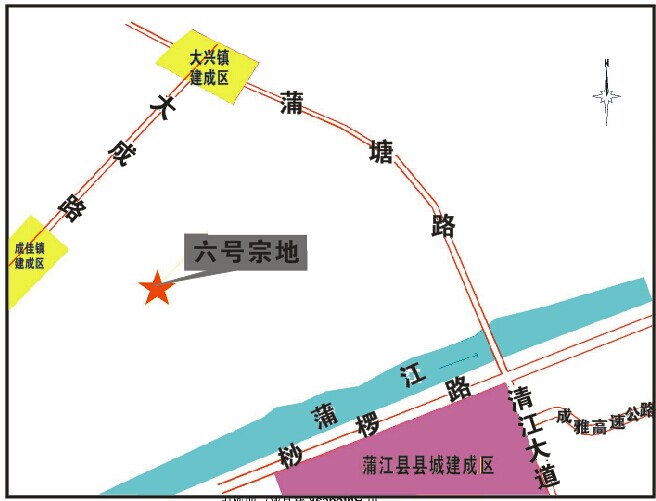 大兴镇
建成区
大成路
蒲塘路
成佳镇
建成区
六号宗地
蒲江
桫椤路
清江大道
成雅高速公路
蒲江县县城建成区